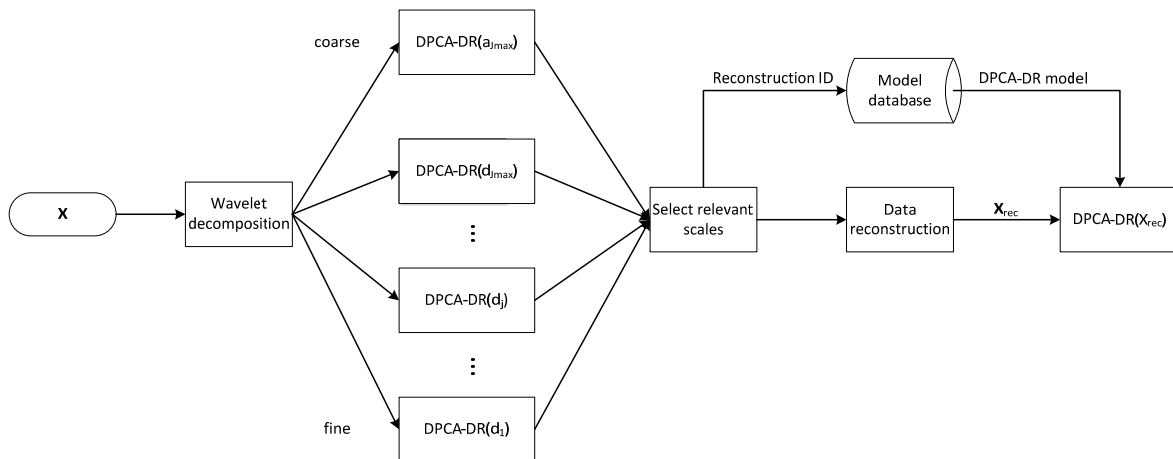 coarse
DPCA-DR(a_Jmax)
Reconstruction ID
Model
database
DPCA-DR model
DPCA-DR(d_Jmax)
X
Wavelet
decomposition
Select relevant
scales
Data
reconstruction
X_rec
DPCA-DR(X_rec)
⋮
DPCA-DR(d_j)
⋮
fine
DPCA-DR(d_1)